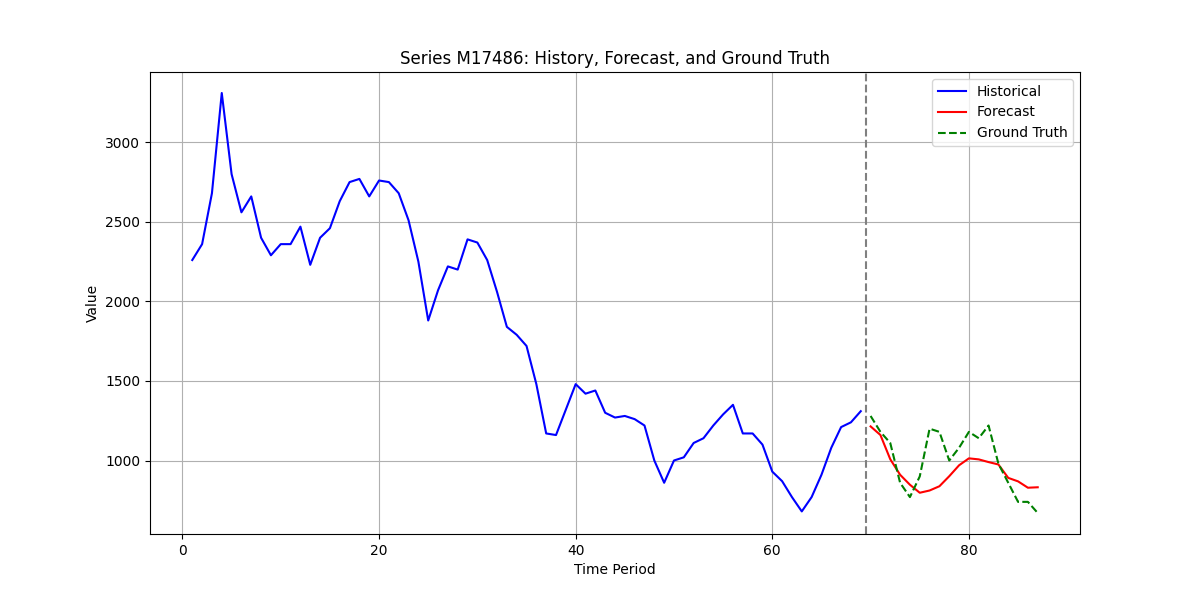 Series M17486: History, Forecast, and Ground Truth
Historical
Forecast
Ground Truth
Value
3000
2500
2000
1500
1000
0
20
40
60
80
Time Period